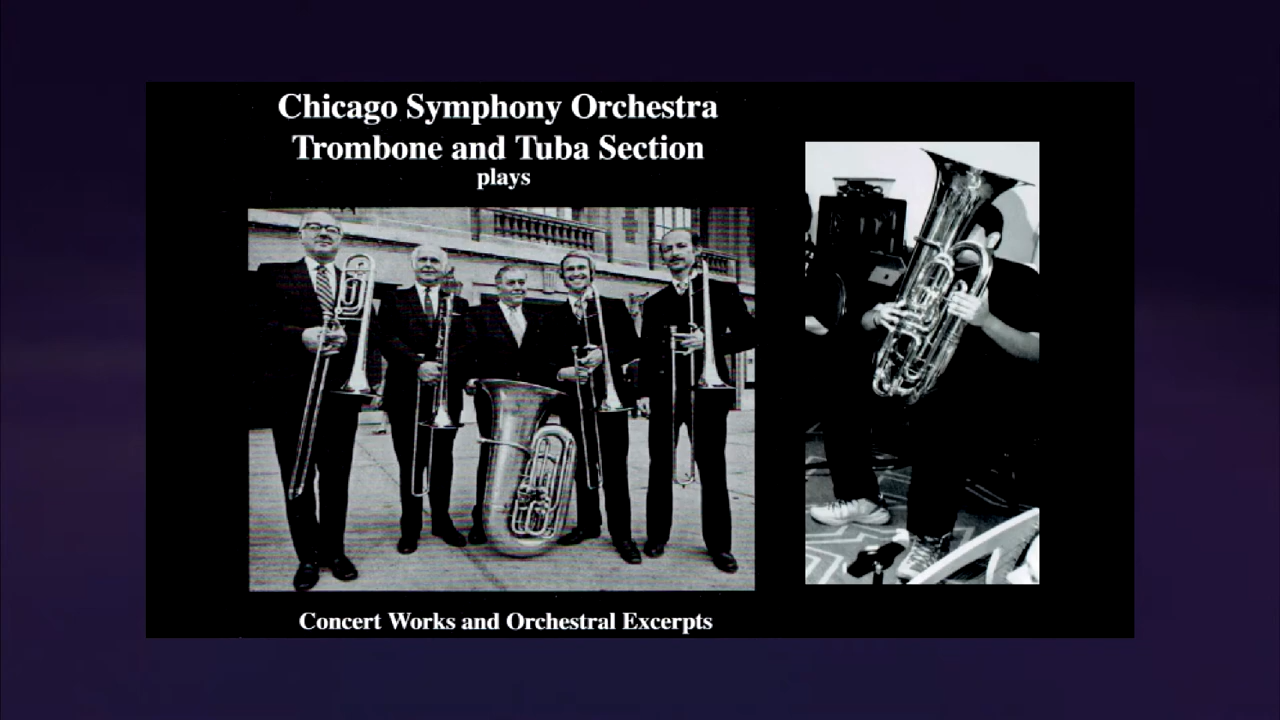 Chicago Symphony Orchestra
Trombone and Tuba Section
plays
Concert Works and Orchestral Excerpts